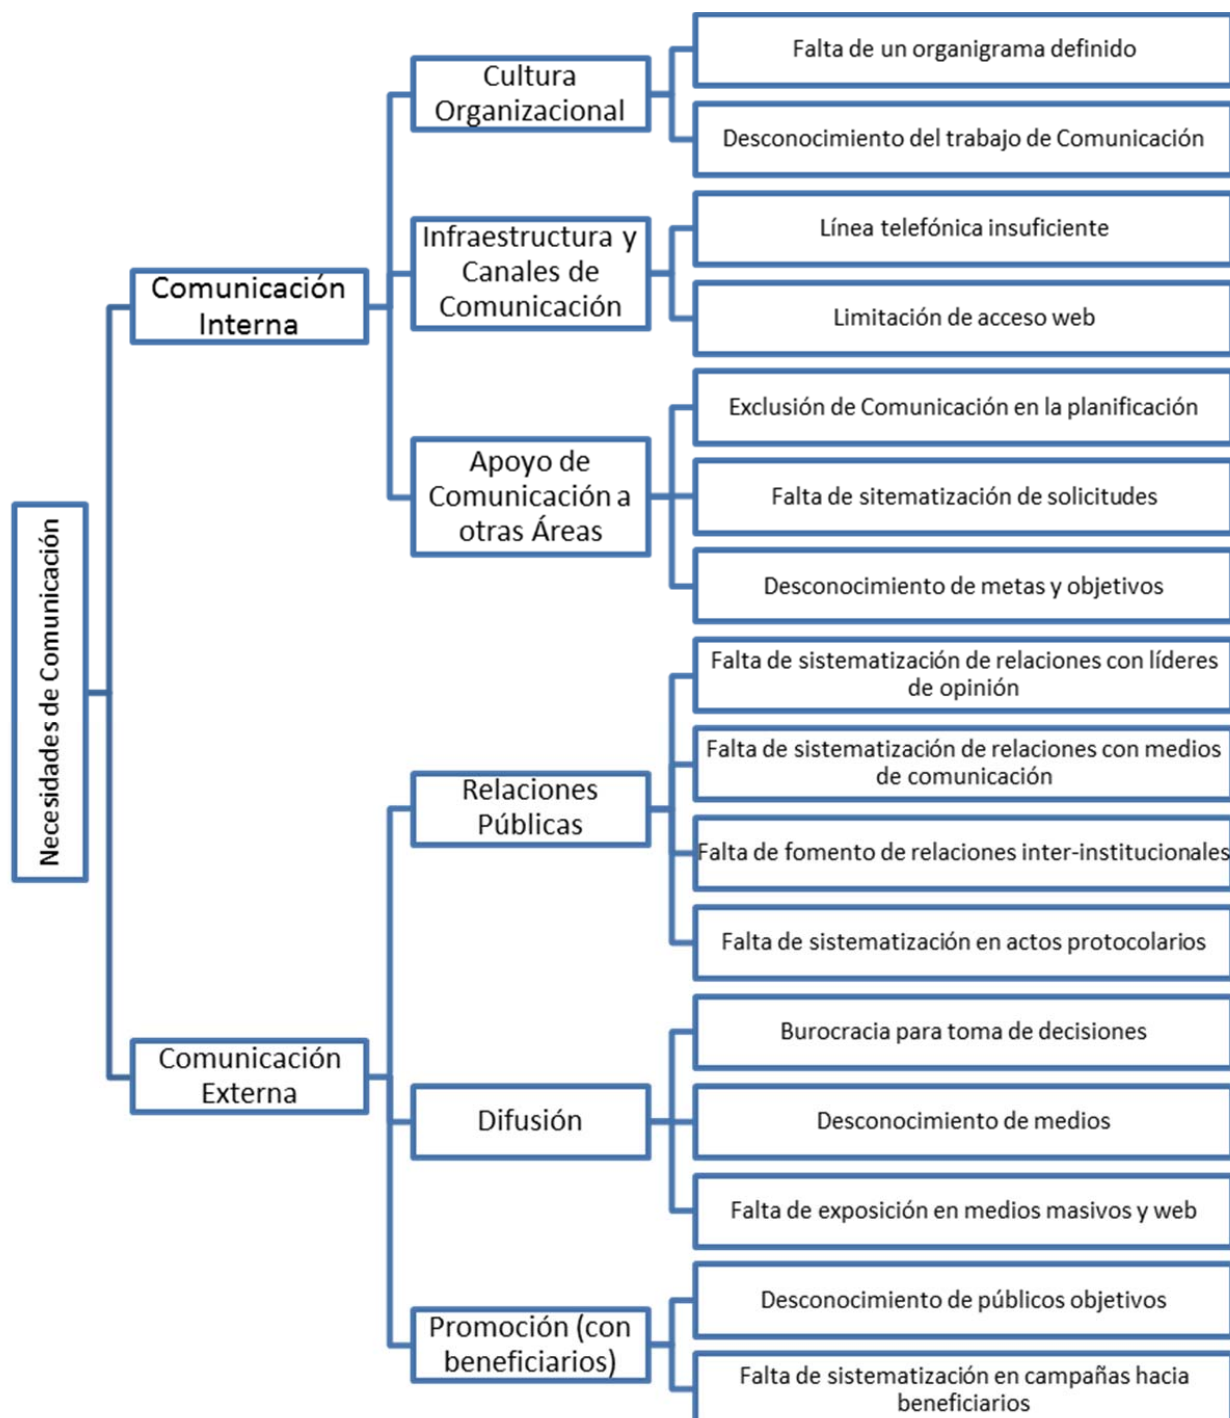 Necesidades de Comunicación
Comunicación
Interna
Cultura
Organizacional
Falta de un organigrama definido
Desconocimiento del trabajo de Comunicación
Infraestructura y
Canales de
Comunicación
Línea telefónica insuficiente
Limitación de acceso web
Apoyo de
Comunicación a
otras Áreas
Exclusión de Comunicación en la planificación
Falta de sitematización de solicitudes
Desconocimiento de metas y objetivos
Comunicación
Externa
Relaciones
Públicas
Falta de sistematización de relaciones con líderes
de opinión
Falta de sistematización de relaciones con medios
de comunicación
Falta de fomento de relaciones inter-institucionales
Falta de sistematización en actos protocolarios
Difusión
Burocracia para toma de decisiones
Desconocimiento de medios
Falta de exposición en medios masivos y web
Promoción (con
beneficiarios)
Desconocimiento de públicos objetivos
Falta de sistematización en campañas hacia
beneficiarios